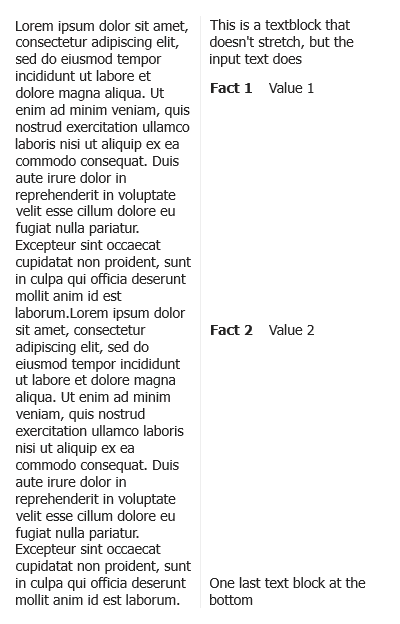 Lorem ipsum dolor sit amet,
consectetur adipiscing elit,
sed do eiusmod tempor
incididunt ut labore et
dolore magna aliqua. Ut
enim ad minim veniam, quis
nostrud exercitation ullamco
laboris nisi ut aliquip ex ea
commodo consequat. Duis
aute irure dolor in
reprehenderit in voluptate
velit esse cillum dolore eu
fugiat nulla pariatur.
Excepteur sint occaecat
cupidatat non proident, sunt
in culpa qui officia deserunt
mollit anim id est
laborum.Lorem ipsum dolor
sit amet, consectetur
adipiscing elit, sed do
eiusmod tempor incididunt
ut labore et dolore magna
aliqua. Ut enim ad minim
veniam, quis nostrud
exercitation ullamco laboris
nisi ut aliquip ex ea
commodo consequat. Duis
aute irure dolor in
reprehenderit in voluptate
velit esse cillum dolore eu
fugiat nulla pariatur.
Excepteur sint occaecat
cupidatat non proident, sunt
in culpa qui officia deserunt
mollit anim id est laborum.
This is a textblock that
doesn't stretch, but the
input text does
Fact 1 Value 1
Fact 2 Value 2
One last text block at the
bottom